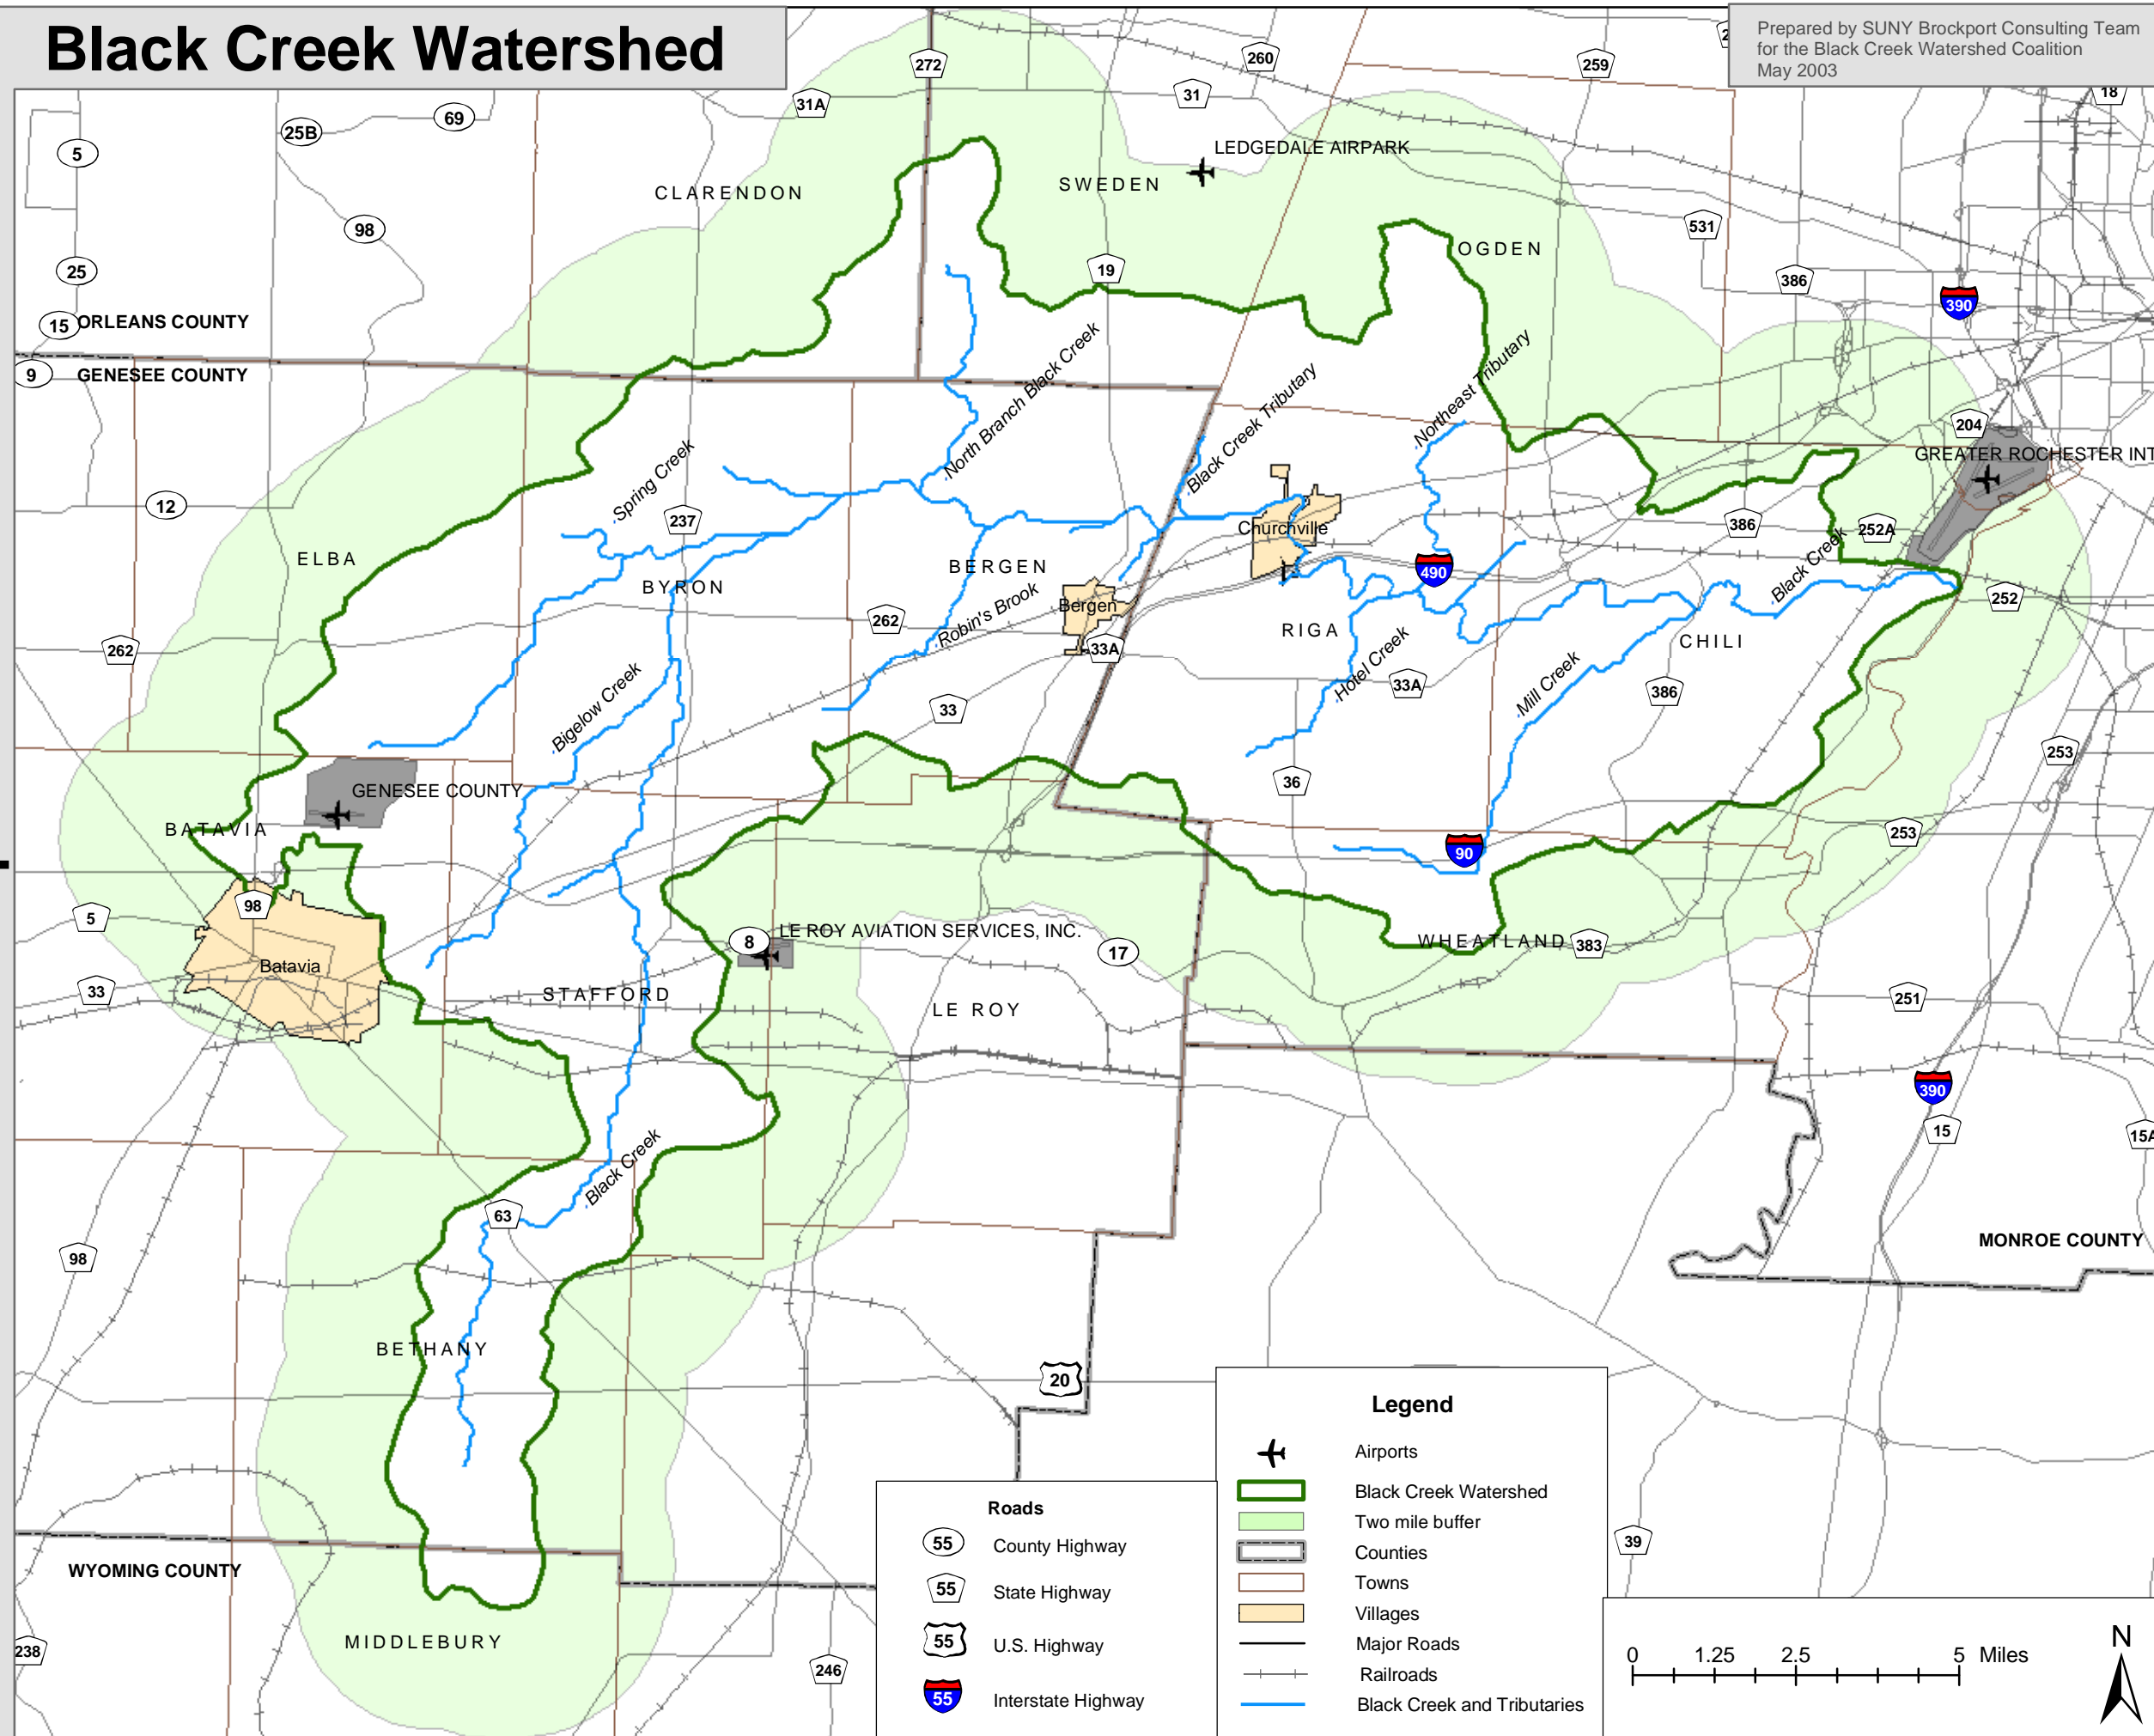 Black Creek Watershed
Prepared by SUNY Brockport Consulting Team
for the Black Creek Watershed Coalition
May 2003
272
260
259
31A
31
18
69
25B
5
LEDGEDALE AIRPARK
CLARENDON
SWEDEN
98
531
OGDEN
25
19
386
390
15
ORLEANS COUNTY
9
GENESEE COUNTY
North Branch Black Creek
Black Creek Tributary
Northeast Tributary
204
GREATER ROCHESTER INT
Spring Creek
12
237
Churchville
386
252A
ELBA
BYRON
BERGEN
490
Black Creek
Bergen
252
262
Robin's Brook
RIGA
CHILI
262
33A
Hotel Creek
33A
Mill Creek
386
Bigelow Creek
33
253
36
GENESEE COUNTY
BATAVIA
90
253
98
5
LE ROY AVIATION SERVICES, INC.
8
17
WHEATLAND
383
Batavia
33
STAFFORD
LE ROY
251
390
15
15A
Black Creek
63
98
MONROE COUNTY
BETHANY
20
39
WYOMING COUNTY
MIDDLEBURY
238
246
Roads
55 County Highway
55 State Highway
55 U.S. Highway
55 Interstate Highway
Legend
Airports
Black Creek Watershed
Two mile buffer
Counties
Towns
Villages
Major Roads
Railroads
Black Creek and Tributaries
0 1.25 2.5 5 Miles
N